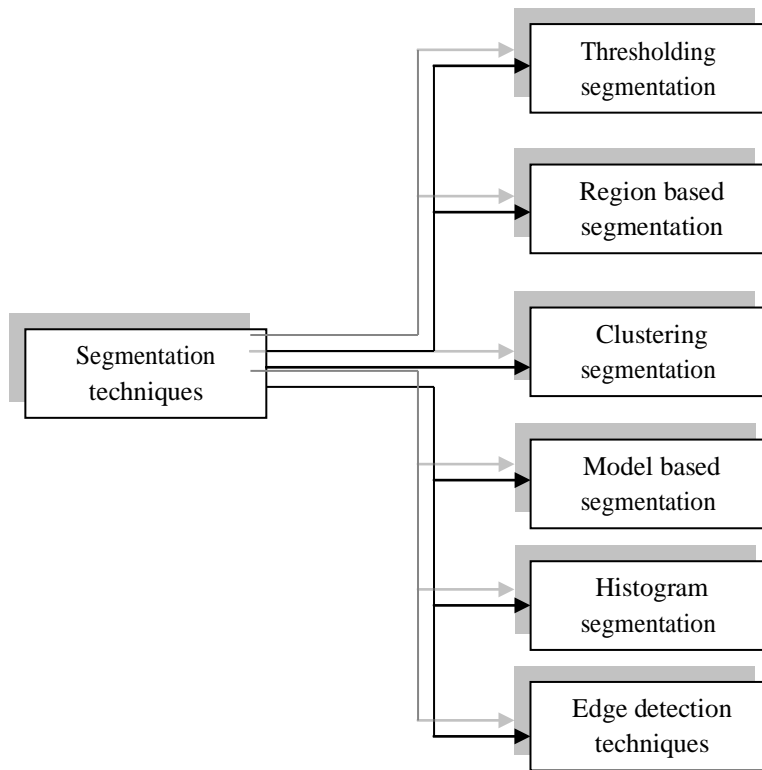 Thresholding
segmentation
Region based
segmentation
Segmentation
techniques
Clustering
segmentation
Model based
segmentation
Histogram
segmentation
Edge detection
techniques